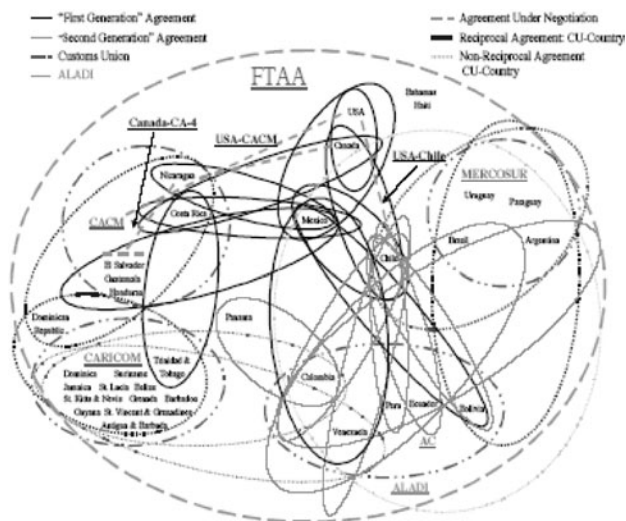 "First Generation" Agreement
"Second Generation" Agreement
Customs Union
ALADI
Agreement Under Negotiation
Reciprocal Agreement: CU-Country
Non-Reciprocal Agreement
CU-Country
FTAA
USA
Bahamas
Haiti
Canada-CA-4
USA-CACM
Canada
USA-Chile
Nicaragua
MERCOSUR
Uruguay
Paraguay
CACM
Costa Rica
Mexico
Brazil
Argentina
Chile
El Salvador
Guatemala
Honduras
Dominican
Republic
Panama
CARICOM
Trinidad &
Tobago
Dominica Suriname
Jamaica St. Lucia Belize
St. Kitts & Nevis Grenada Barbados
Guyana St. Vincent & Grenadines
Antigua & Barbuda
Colombia
Venezuela
Peru
Ecuador
Bolivia
AC
ALADI